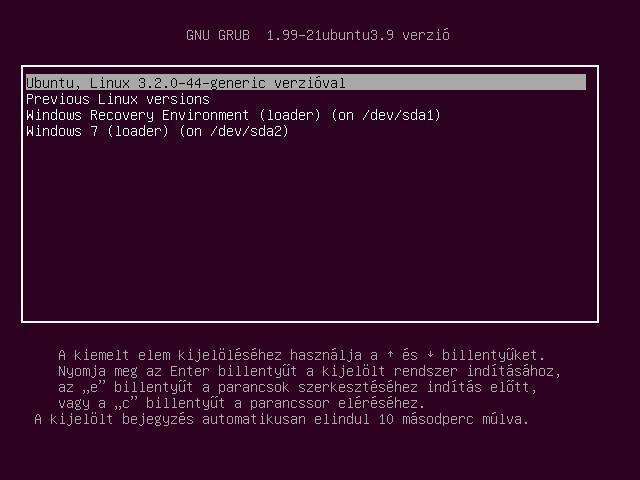 GNU GRUB  1.99-21ubuntu3.9 verzió
Ubuntu, Linux 3.2.0-44-generic verzióval
Previous Linux versions
Windows Recovery Environment (loader) (on /dev/sda1)
Windows 7 (loader) (on /dev/sda2)
A kiemelt elem kijelöléséhez használja a ↑ és ↓ billentyűket.
Nyomja meg az Enter billentyűt a kijelölt rendszer indításához,
az „e” billentyűt a parancsok szerkesztéséhez indítás előtt,
vagy a „c” billentyűt a parancssor eléréséhez.
A kijelölt bejegyzés automatikusan elindul 10 másodperc múlva.